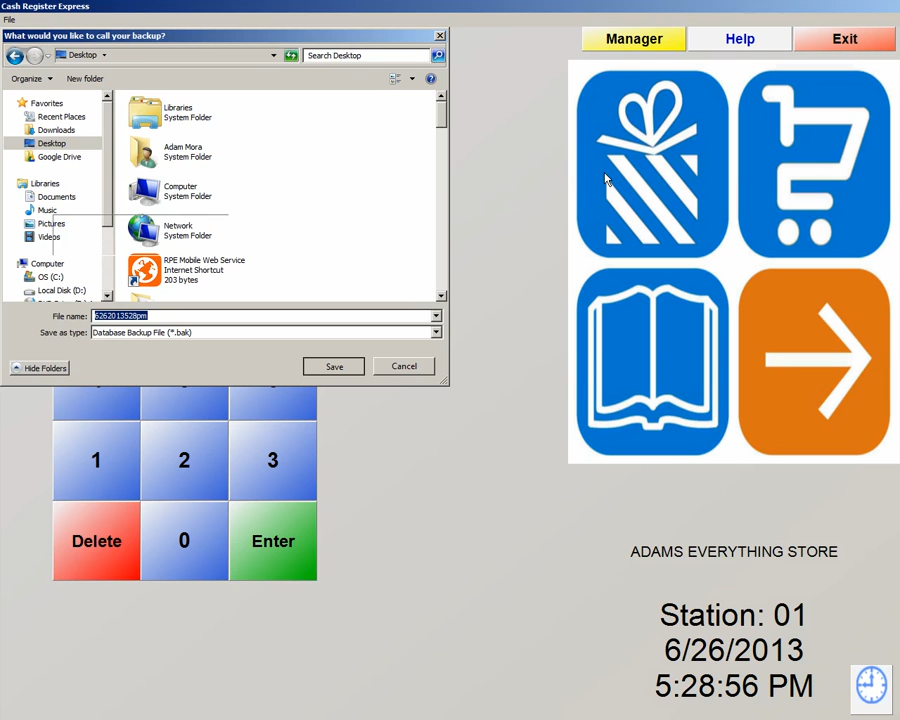 Cash Register Express
File
What would you like to call your backup?
Desktop
Search Desktop
Organize
New folder
Favorites
Recent Places
Downloads
Desktop
Google Drive
Libraries
Documents
Music
Pictures
Videos
Computer
OS (C:)
Local Disk (D:)
Libraries
System Folder
Adam Mora
System Folder
Computer
System Folder
Network
System Folder
RPE Mobile Web Service
Internet Shortcut
203 bytes
File name:
6262013528pm
Save as type:
Database Backup File (*.bak)
Hide Folders
Save
Cancel
Manager
Help
Exit
1
2
3
Delete
0
Enter
ADAMS EVERYTHING STORE
Station: 01
6/26/2013
5:28:56 PM